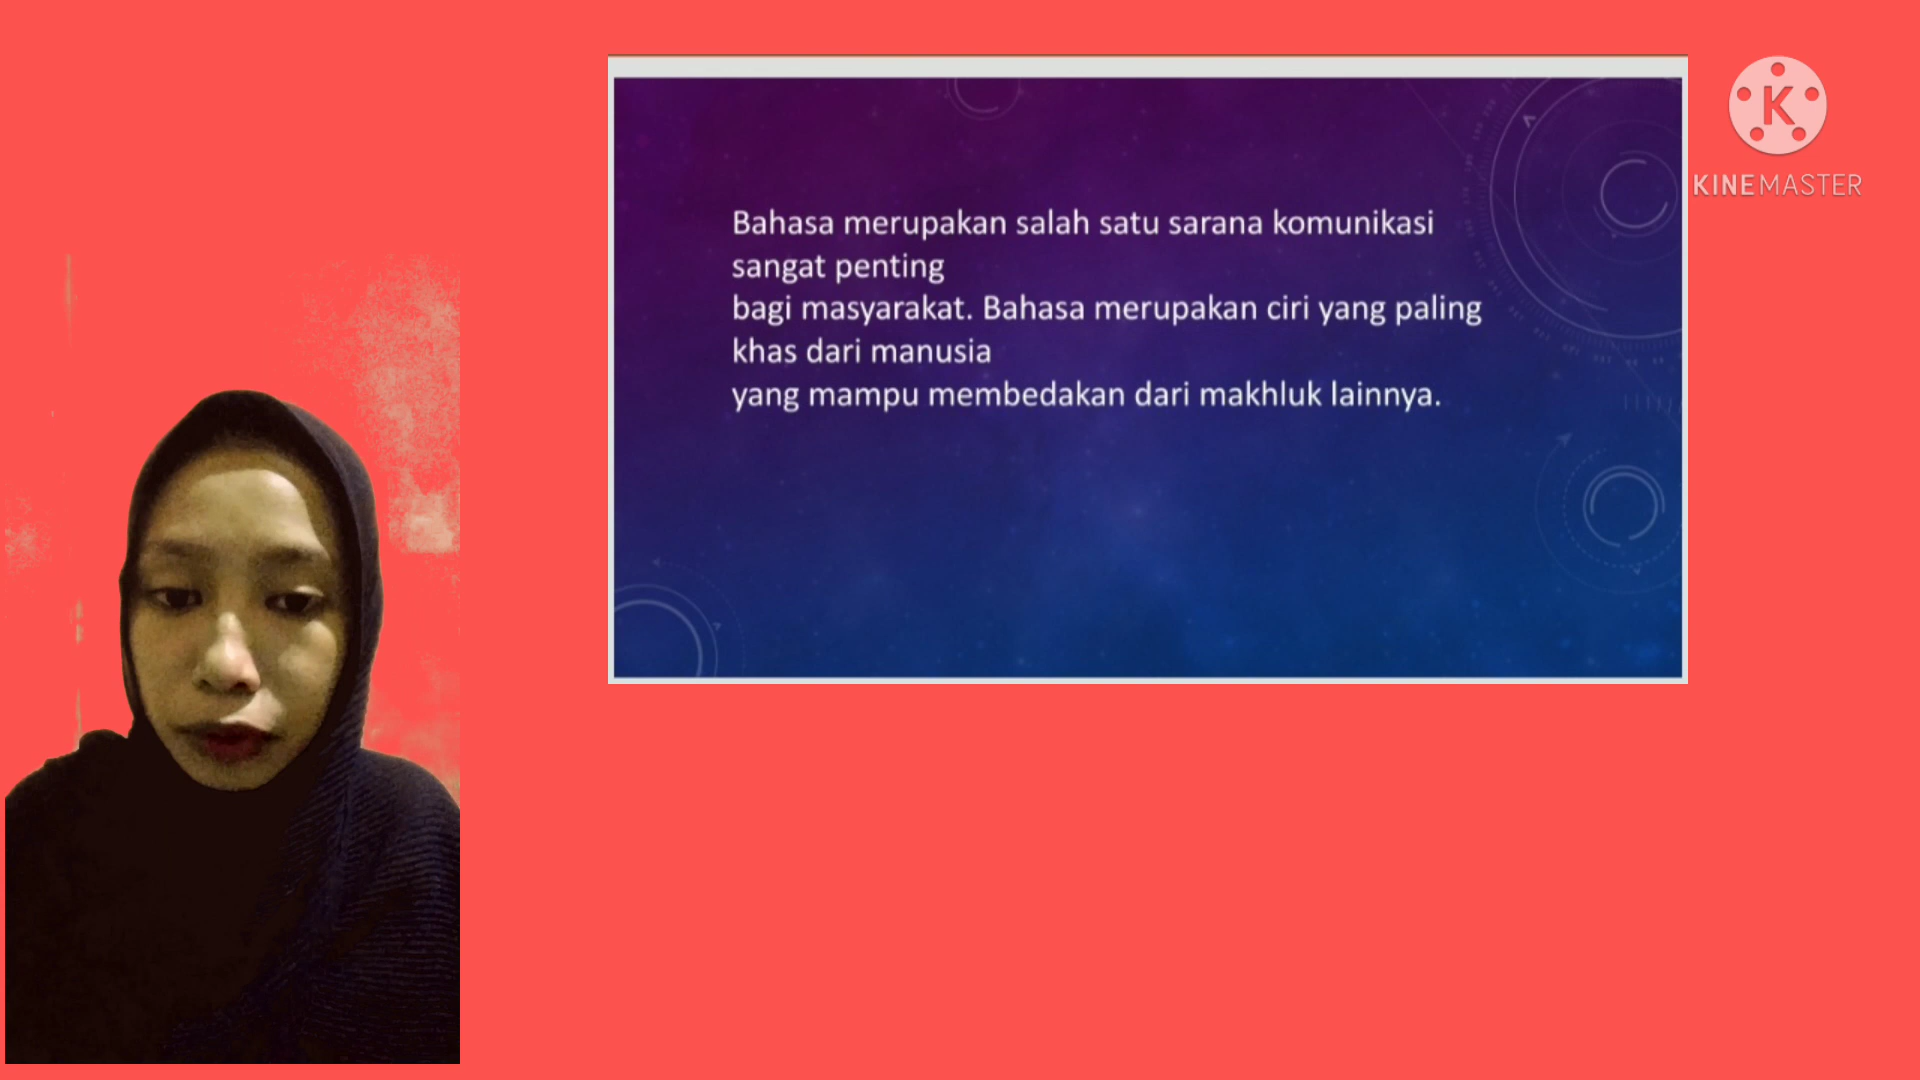 Bahasa merupakan salah satu sarana komunikasi
sangat penting
bagi masyarakat. Bahasa merupakan ciri yang paling
khas dari manusia
yang mampu membedakan dari makhluk lainnya.
K
KINEMASTER